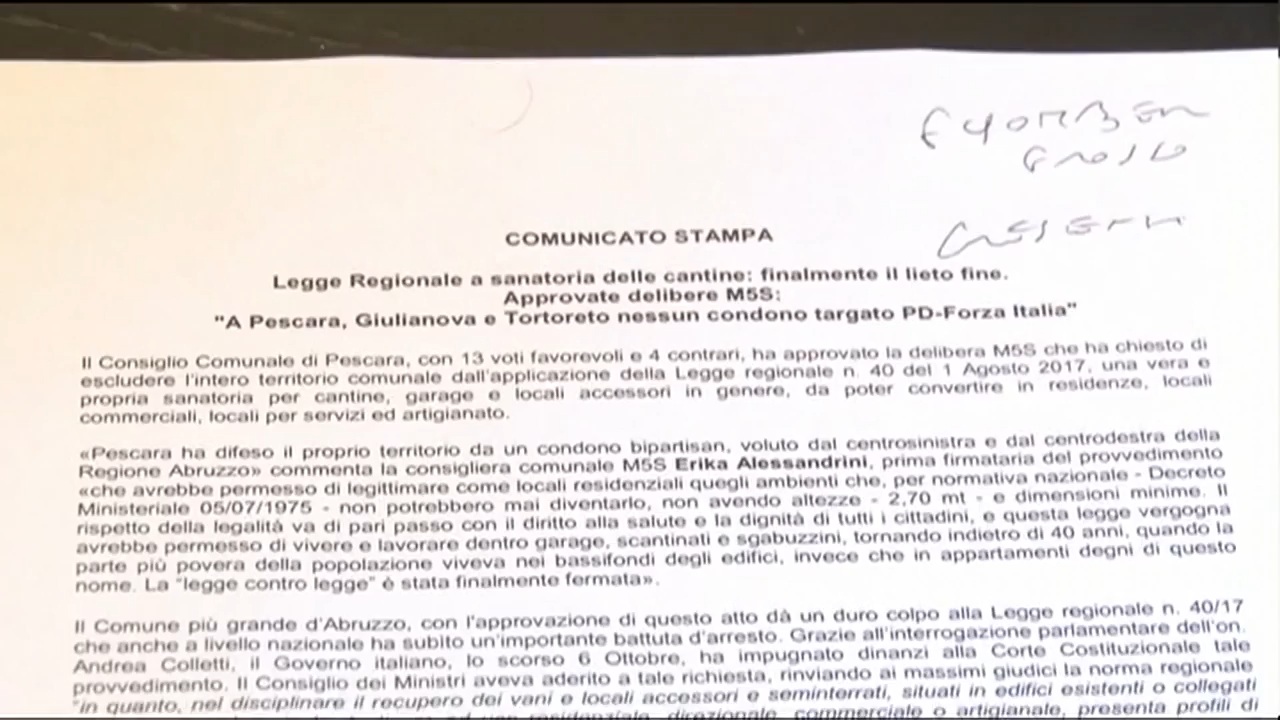 COMUNICATO STAMPA
Legge Regionale a sanatoria delle cantine: finalmente il lieto fine.
Approvate delibere M5S:
"A Pescara, Giulianova e Tortoreto nessun condono targato PD-Forza Italia"
Il Consiglio Comunale di Pescara, con 13 voti favorevoli e 4 contrari, ha approvato la delibera M5S che ha chiesto di
escludere l'intero territorio comunale dall'applicazione della Legge regionale n. 40 del 1 Agosto 2017, una vera e
propria sanatoria per cantine, garage e locali accessori in genere, da poter convertire in residenze, locali
commerciali, locali per servizi ed artigianato.
«Pescara ha difeso il proprio territorio da un condono bipartisan, voluto dal centrosinistra e dal centrodestra della
Regione Abruzzo» commenta la consigliera comunale M5S Erika Alessandrini, prima firmataria del provvedimento
«che avrebbe permesso di legittimare come locali residenziali quegli ambienti che, per normativa nazionale - Decreto
Ministeriale 05/07/1975 - non potrebbero mai diventarlo, non avendo altezze - 2,70 mt - e dimensioni minime. Il
rispetto della legalità va di pari passo con il diritto alla salute e la dignità di tutti i cittadini, e questa legge vergogna
avrebbe permesso di vivere e lavorare dentro garage, scantinati e sgabuzzini, tornando indietro di 40 anni, quando la
parte più povera della popolazione viveva nei bassifondi degli edifici, invece che in appartamenti degni di questo
nome. La "legge contro legge" è stata finalmente fermata».
Il Comune più grande d'Abruzzo, con l'approvazione di questo atto dà un duro colpo alla Legge regionale n. 40/17
che anche a livello nazionale ha subito un'importante battuta d'arresto. Grazie all'interrogazione parlamentare dell'on.
Andrea Colletti, il Governo italiano, lo scorso 6 Ottobre, ha impugnato dinanzi alla Corte Costituzionale tale
provvedimento. Il Consiglio dei Ministri aveva aderito a tale richiesta, rinviando ai massimi giudici la norma regionale
"in quanto, nel disciplinare il recupero dei vani e locali accessori e seminterrati, situati in edifici esistenti o collegati
residenziale, direzionale, commerciale o artigianale, presenta profili di